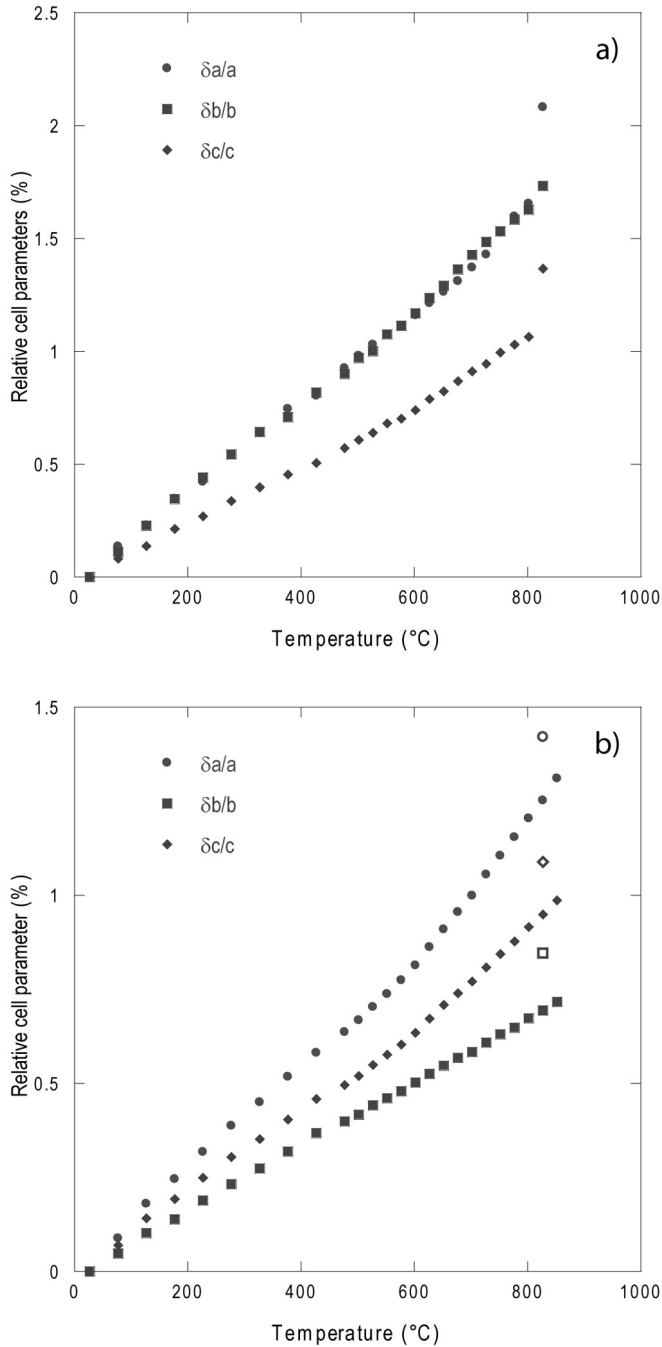 a)
δa/a
δb/b
δc/c
Relative cell parameters (%)
2.5
2
1.5
1
0.5
0
0
200
400
600
800
1000
Temperature (°C)
b)
δa/a
δb/b
δc/c
Relative cell parameter (%)
1.5
1
0.5
0
0
200
400
600
800
1000
Temperature (°C)